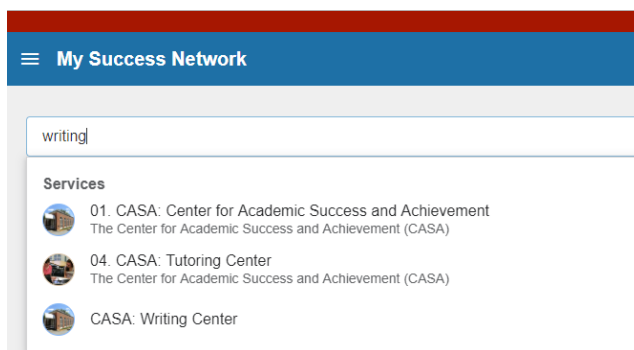 My Success Network
writing
Services
01. CASA: Center for Academic Success and Achievement
The Center for Academic Success and Achievement (CASA)
04. CASA: Tutoring Center
The Center for Academic Success and Achievement (CASA)
CASA: Writing Center